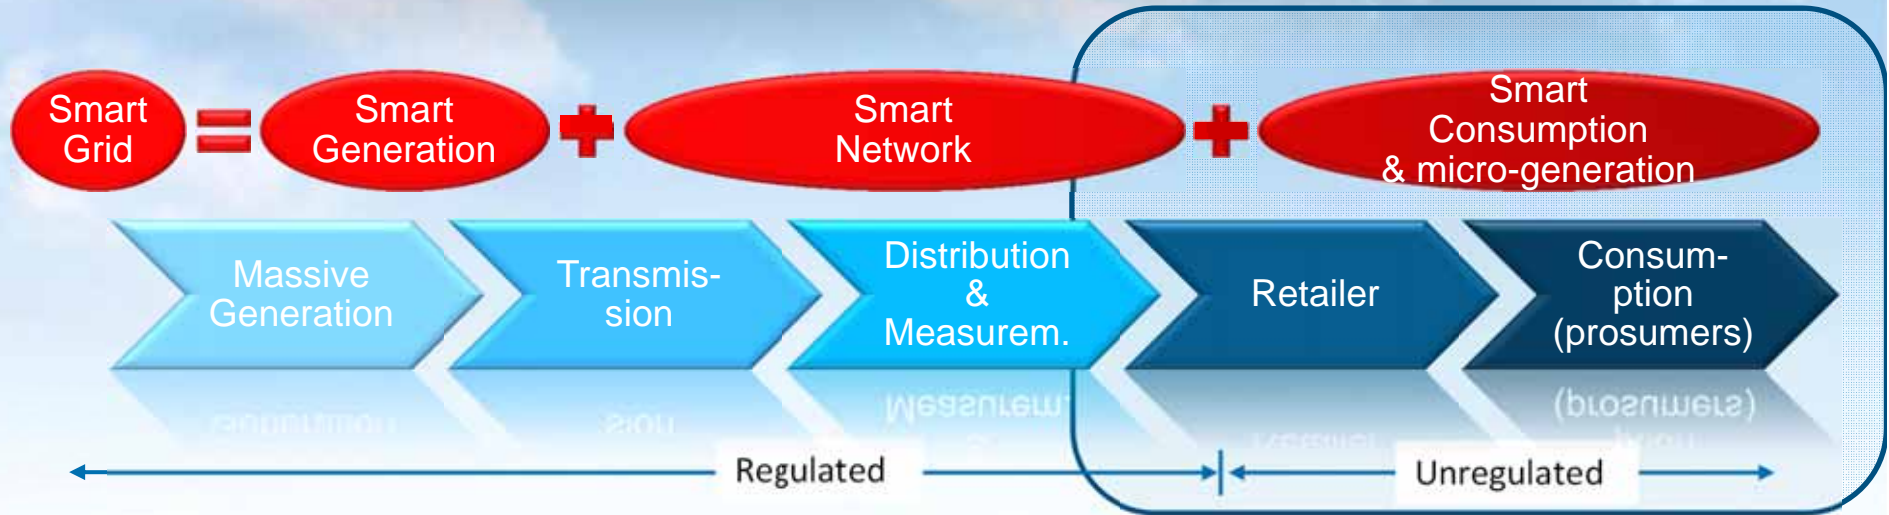 Smart
Grid
=
Smart
Generation
+
Smart
Network
+
Smart
Consumption
& micro-generation
Massive
Generation
Transmis-
sion
Distribution
&
Measurem.
Retailer
Consum-
ption
(prosumers)
Regulated
Unregulated